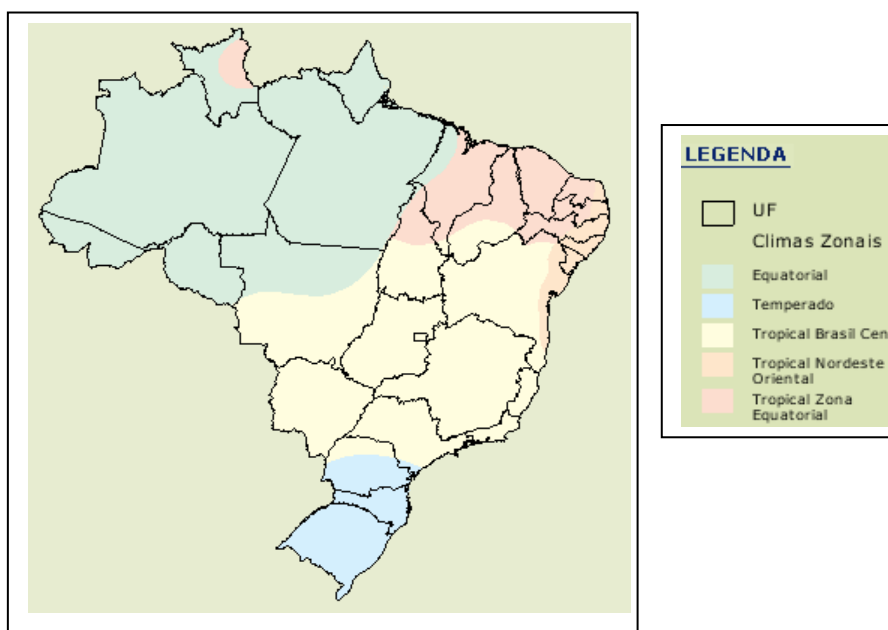 LEGENDA
UF
Climas Zonais
Equatorial
Temperado
Tropical Brasil Cen
Tropical Nordeste
Oriental
Tropical Zona
Equatorial